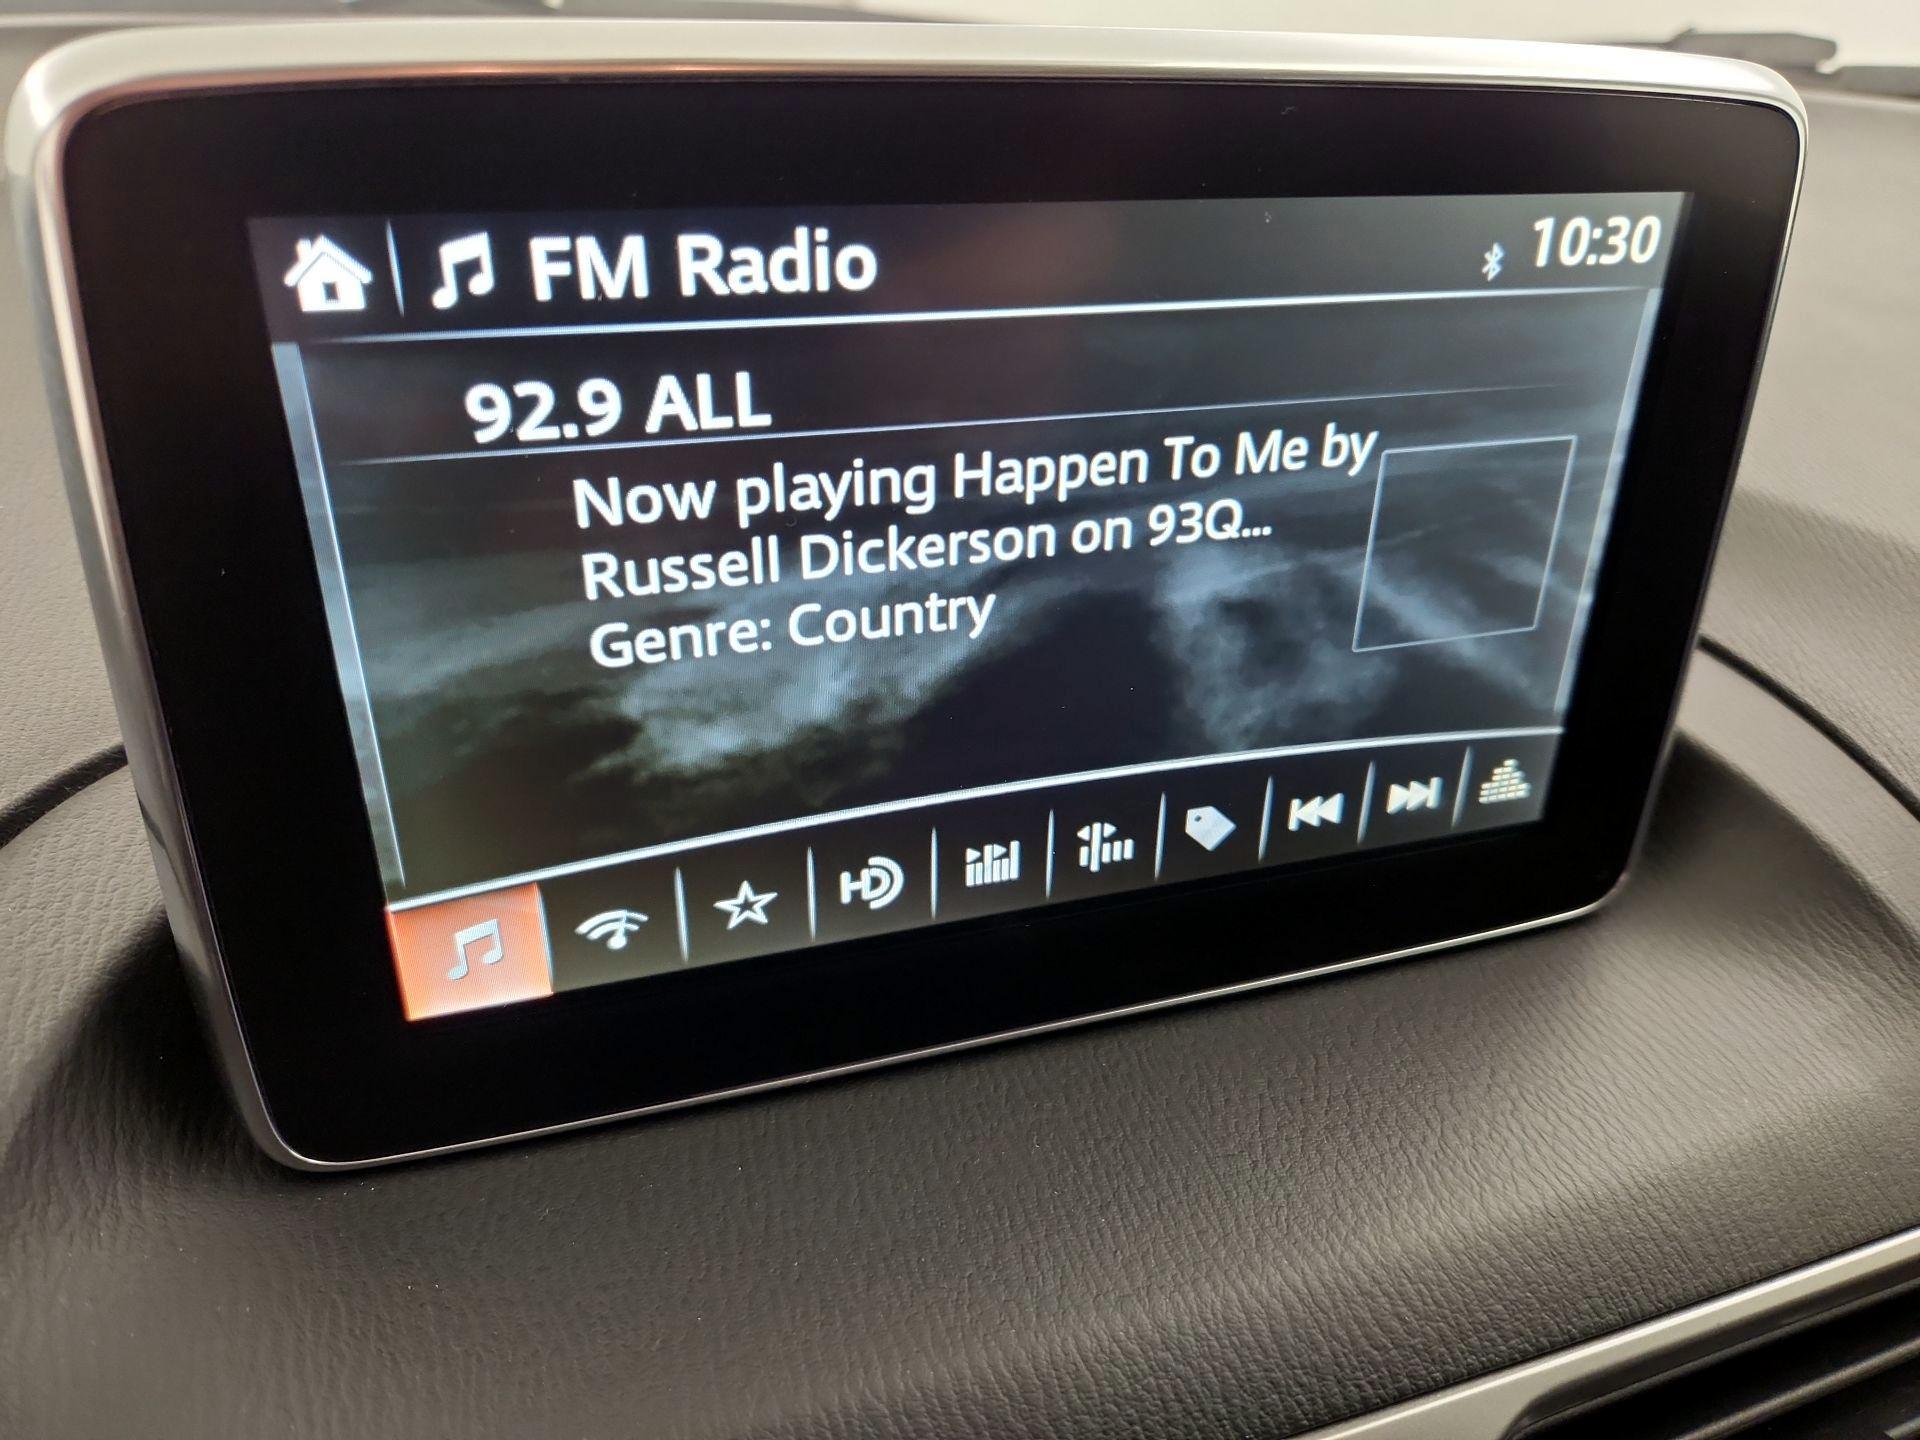 FM Radio
10:30
92.9 ALL
Now playing Happen To Me by
Russell Dickerson on 93Q...
Genre: Country
HD